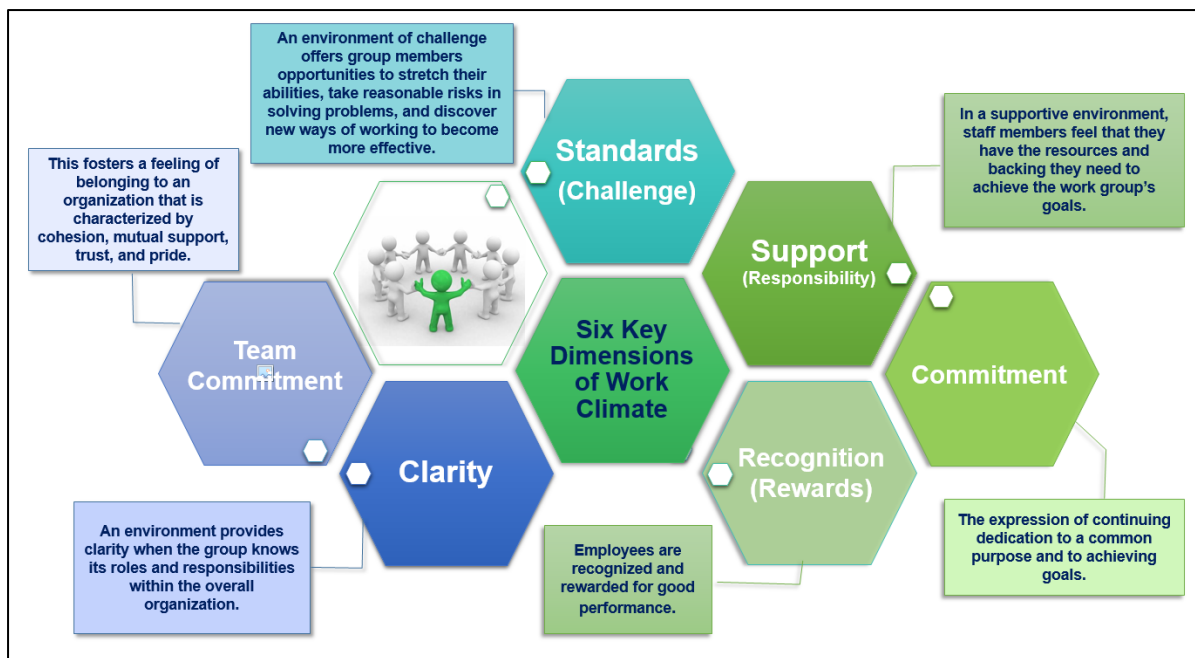 An environment of challenge
offers group members
opportunities to stretch their
abilities, take reasonable risks in
solving problems, and discover
new ways of working to become
more effective.
Standards
(Challenge)
In a supportive environment,
staff members feel that they
have the resources and
backing they need to
achieve the work group’s
goals.
This fosters a feeling of
belonging to an
organization that is
characterized by
cohesion, mutual support,
trust, and pride.
Support
(Responsibility)
Team
Commitment
Six Key
Dimensions
of Work
Climate
Commitment
Clarity
Recognition
(Rewards)
An environment provides
clarity when the group knows
its roles and responsibilities
within the overall
organization.
Employees are
recognized and
rewarded for good
performance.
The expression of continuing
dedication to a common
purpose and to achieving
goals.